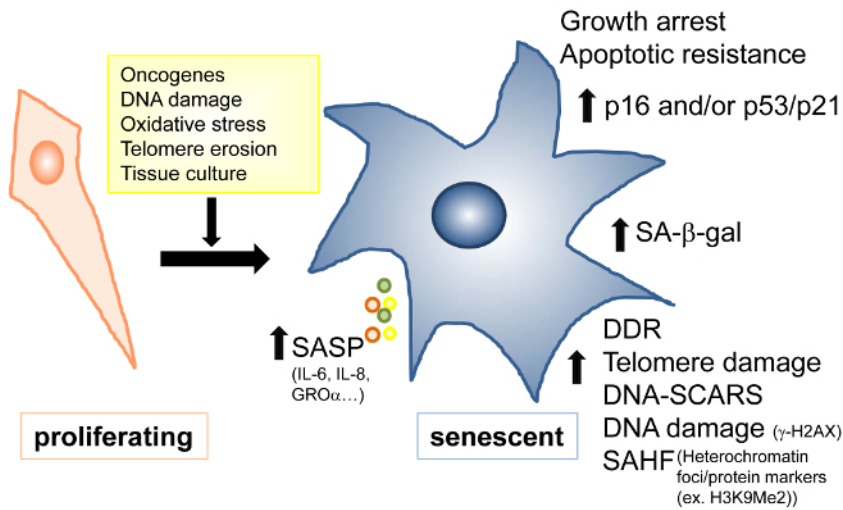 Growth arrest
Apoptotic resistance
p16 and/or p53/p21
Oncogenes
DNA damage
Oxidative stress
Telomere erosion
Tissue culture
SA-β-gal
SASP
(IL-6, IL-8,
GROα...)
DDR
Telomere damage
DNA-SCARS
DNA damage (γ-H2AX)
SAHF (Heterochromatin
foci/protein markers
(ex. H3K9Me2))
proliferating
senescent